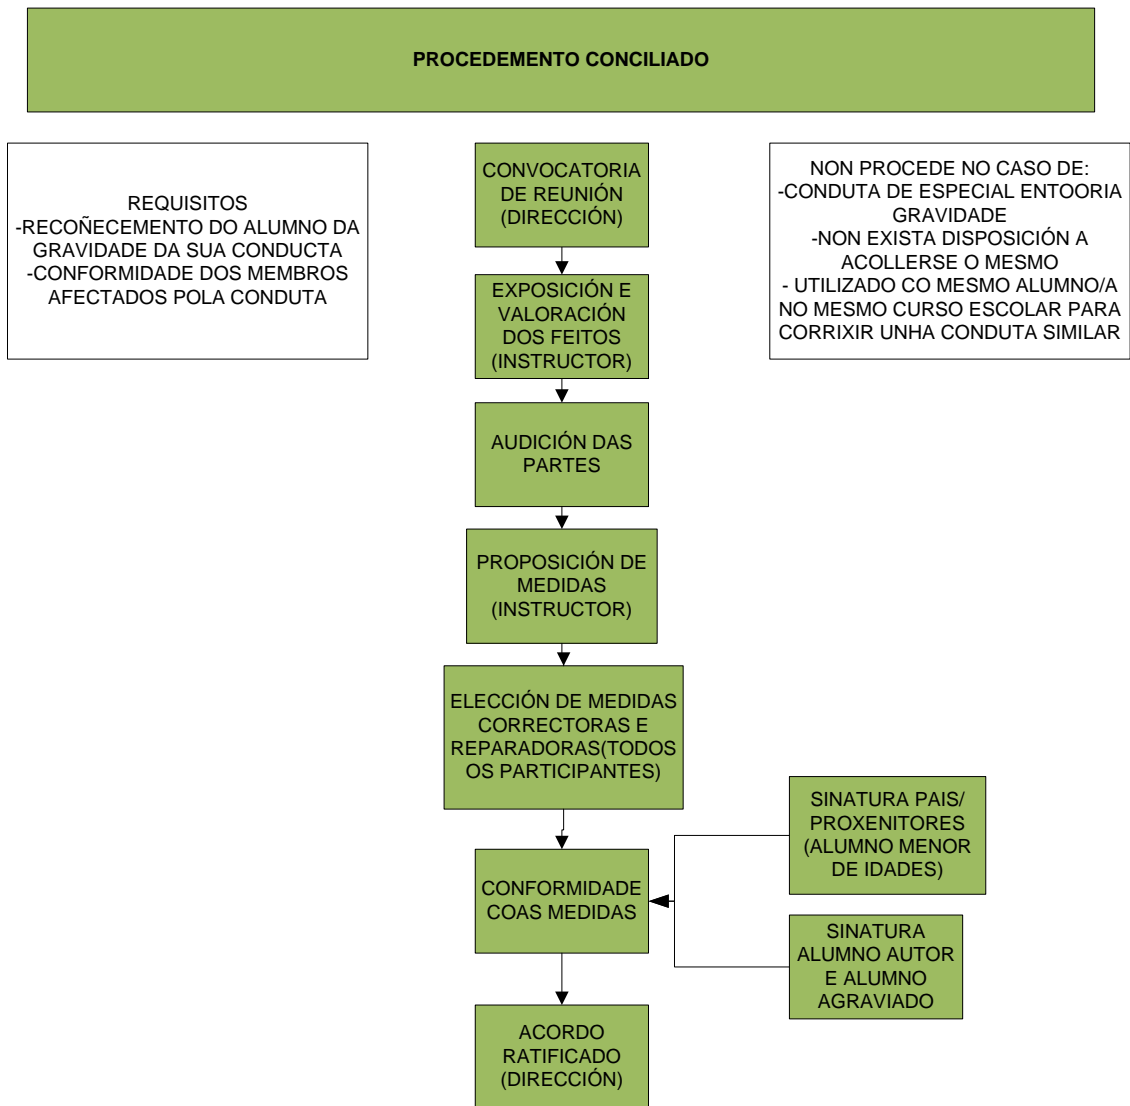 PROCEDEMENTO CONCILIADO
REQUISITOS
-RECOÑECEMENTO DO ALUMNO DA
GRAVIDADE DA SUA CONDUCTA
-CONFORMIDADE DOS MEMBROS
AFECTADOS POLA CONDUTA
CONVOCATORIA
DE REUNIÓN
(DIRECCIÓN)
NON PROCEDE NO CASO DE:
-CONDUTA DE ESPECIAL ENTOORIA
GRAVIDADE
-NON EXISTA DISPOSICIÓN A
ACOLLERSE O MESMO
- UTILIZADO CO MESMO ALUMNO/A
NO MESMO CURSO ESCOLAR PARA
CORRIXIR UNHA CONDUTA SIMILAR
EXPOSICIÓN E
VALORACIÓN
DOS FEITOS
(INSTRUCTOR)
AUDICIÓN DAS
PARTES
PROPOSICIÓN DE
MEDIDAS
(INSTRUCTOR)
ELECCIÓN DE MEDIDAS
CORRECTORAS E
REPARADORAS(TODOS
OS PARTICIPANTES)
SINATURA PAIS/
PROXENITORES
(ALUMNO MENOR
DE IDADES)
CONFORMIDADE
COAS MEDIDAS
SINATURA
ALUMNO AUTOR
E ALUMNO
AGRAVIADO
ACORDO
RATIFICADO
(DIRECCIÓN)